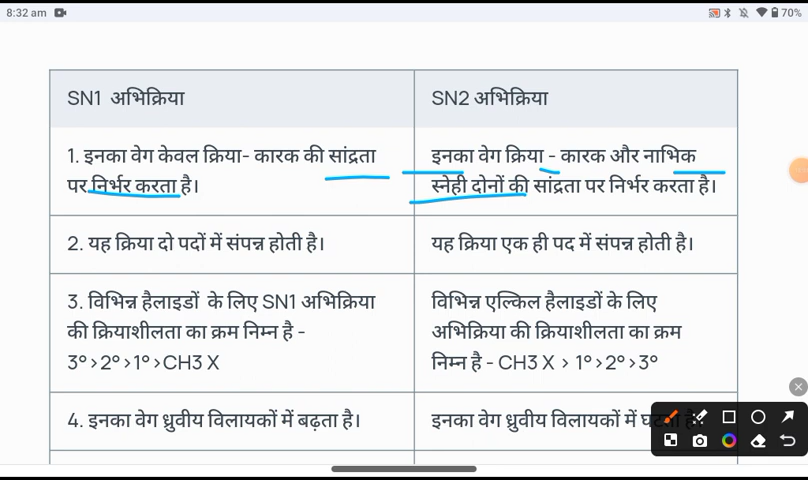 8:32 am
70%
SN1 अभिक्रिया
SN2 अभिक्रिया
1. इनका वेग केवल क्रिया- कारक की सांद्रता
पर निर्भर करता है।
इनका वेग क्रिया - कारक और नाभिक
स्नेही दोनों की सांद्रता पर निर्भर करता है।
2. यह क्रिया दो पदों में संपन्न होती है।
यह क्रिया एक ही पद में संपन्न होती है।
3. विभिन्न हैलाइडों के लिए SN1 अभिक्रिया
की क्रियाशीलता का क्रम निम्न है -
3°>2°>1°>CH3 X
विभिन्न एल्किल हैलाइडों के लिए
अभिक्रिया की क्रियाशीलता का क्रम
निम्न है - CH3 X > 1°>2°>3°
4. इनका वेग ध्रुवीय विलायकों में बढ़ता है।
इनका वेग ध्रुवीय विलायकों में